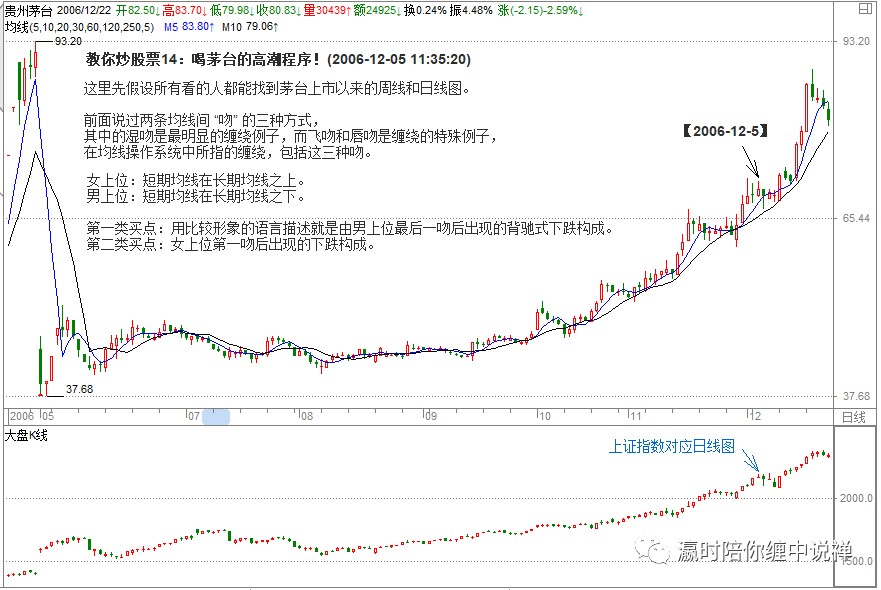 贵州茅台 2006/12/22 开82.50↓高83.70↓低79.98↓收80.83↓量30439↑额24925↓换0.24%振4.48% 涨(-2.15)-2.59%↓
均线(5,10,20,30,60,120,250,5) M5 83.80↑ M10 79.06↑
93.20
93.20
教你炒股票14：喝茅台的高潮程序！(2006-12-05 11:35:20)
这里先假设所有看的人都能找到茅台上市以来的周线和日线图。
前面说过两条均线间 “吻” 的三种方式，
其中的湿吻是最明显的缠绕例子，而飞吻和唇吻是缠绕的特殊例子，
在均线操作系统中所指的缠绕，包括这三种吻。
【2006-12-5】
女上位：短期均线在长期均线之上。
男上位：短期均线在长期均线之下。
65.44
第一类买点：用比较形象的语言描述就是由男上位最后一吻后出现的背驰式下跌构成。
第二类买点：女上位第一吻后出现的下跌构成。
37.68
37.68
2006 05 07 08 09 10 11 12 日线
大盘K线
上证指数对应日线图
2000.0
瀛时陪你缠中说禅
1500.0